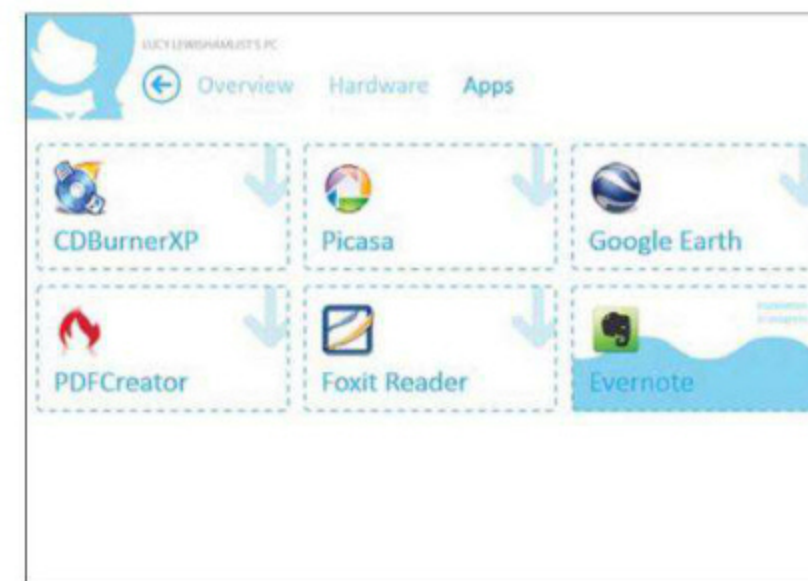 Overview Hardware Apps
CDBurnerXP Picasa Google Earth
PDFCreator Foxit Reader Evernote